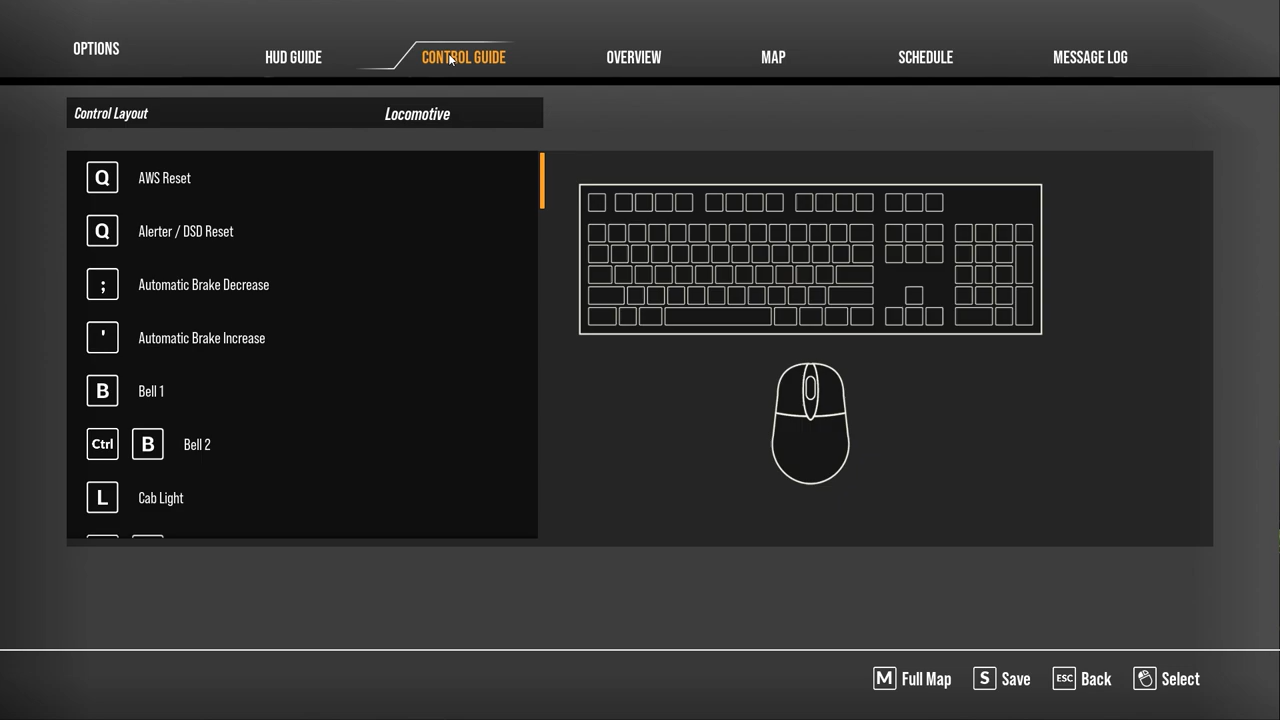 OPTIONS
HUD GUIDE
CONTROL GUIDE
OVERVIEW
MAP
SCHEDULE
MESSAGE LOG
Control Layout Locomotive
Q AWS Reset
Q Alerter / DSD Reset
; Automatic Brake Decrease
' Automatic Brake Increase
B Bell 1
Ctrl B Bell 2
L Cab Light
M Full Map S Save ESC Back Select